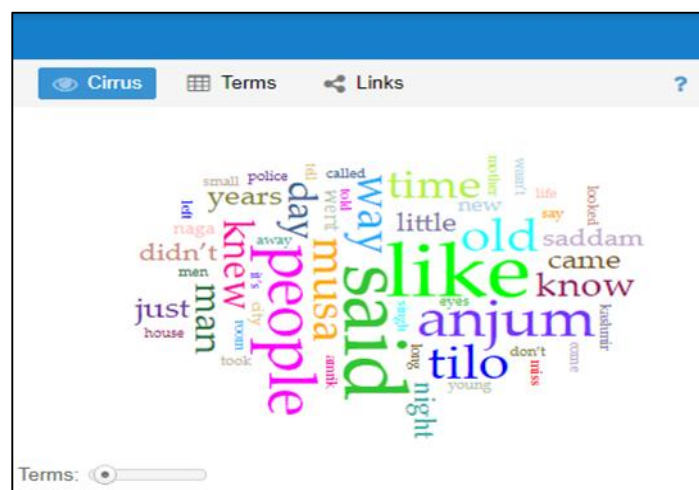 Cirrus Terms Links ?
small police tell called mother wasn't
years day told way time new life looked
left went say
naga knew away little old saddam
didn't people musa said like came
men it's eyes know
just man city singh anjum kashmir
house room amrik long tilo don't come
took night young miss
Terms: